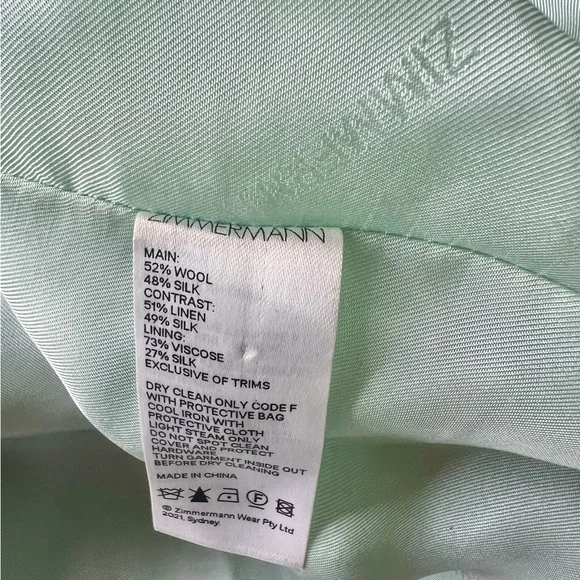 Zimmermann
ZIMMERMANN
MAIN:
52% WOOL
48% SILK
CONTRAST:
51% LINEN
49% SILK
LINING:
73% VISCOSE
27% SILK
EXCLUSIVE OF TRIMS
DRY CLEAN ONLY CODE F
WITH PROTECTIVE BAG
COOL IRON WITH
PROTECTIVE CLOTH
LIGHT STEAM ONLY
DO NOT SPOT CLEAN
COVER AND PROTECT
HARDWARE
TURN GARMENT INSIDE OUT
BEFORE DRY CLEANING
MADE IN CHINA
F
© Zimmermann Wear Pty Ltd
2021, Sydney.